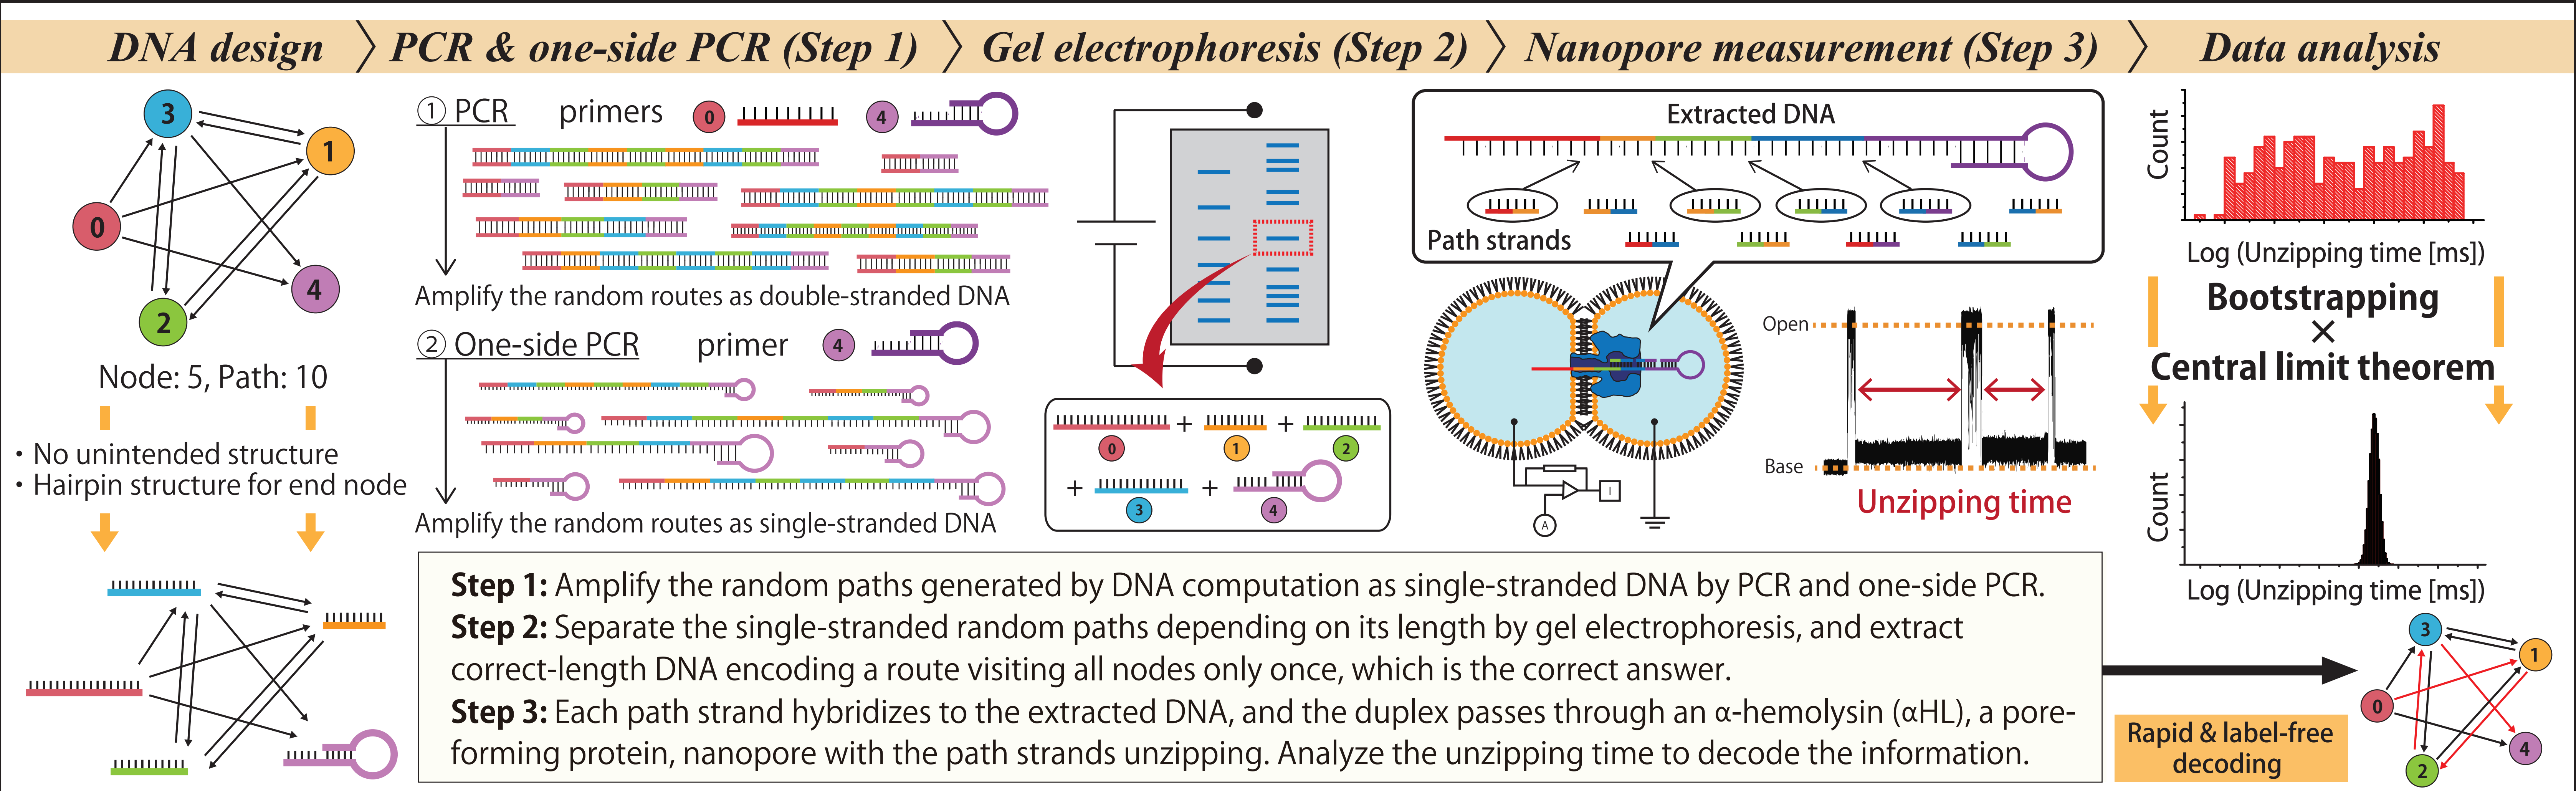 DNA design
PCR & one-side PCR (Step 1)
Gel electrophoresis (Step 2)
Nanopore measurement (Step 3)
Data analysis
3
1
0
4
2
Node: 5, Path: 10
・No unintended structure
・Hairpin structure for end node
① PCR primers 0 4
Amplify the random routes as double-stranded DNA
② One-side PCR primer 4
Amplify the random routes as single-stranded DNA
+ +
0 1 2
+ +
3 4
Extracted DNA
Path strands
A
I
Open
Base
Unzipping time
Count
Log (Unzipping time [ms])
Bootstrapping
×
Central limit theorem
Count
Log (Unzipping time [ms])
Step 1: Amplify the random paths generated by DNA computation as single-stranded DNA by PCR and one-side PCR.
Step 2: Separate the single-stranded random paths depending on its length by gel electrophoresis, and extract
correct-length DNA encoding a route visiting all nodes only once, which is the correct answer.
Step 3: Each path strand hybridizes to the extracted DNA, and the duplex passes through an α-hemolysin (αHL), a pore-
forming protein, nanopore with the path strands unzipping. Analyze the unzipping time to decode the information.
Rapid & label-free
decoding
3
1
0
4
2